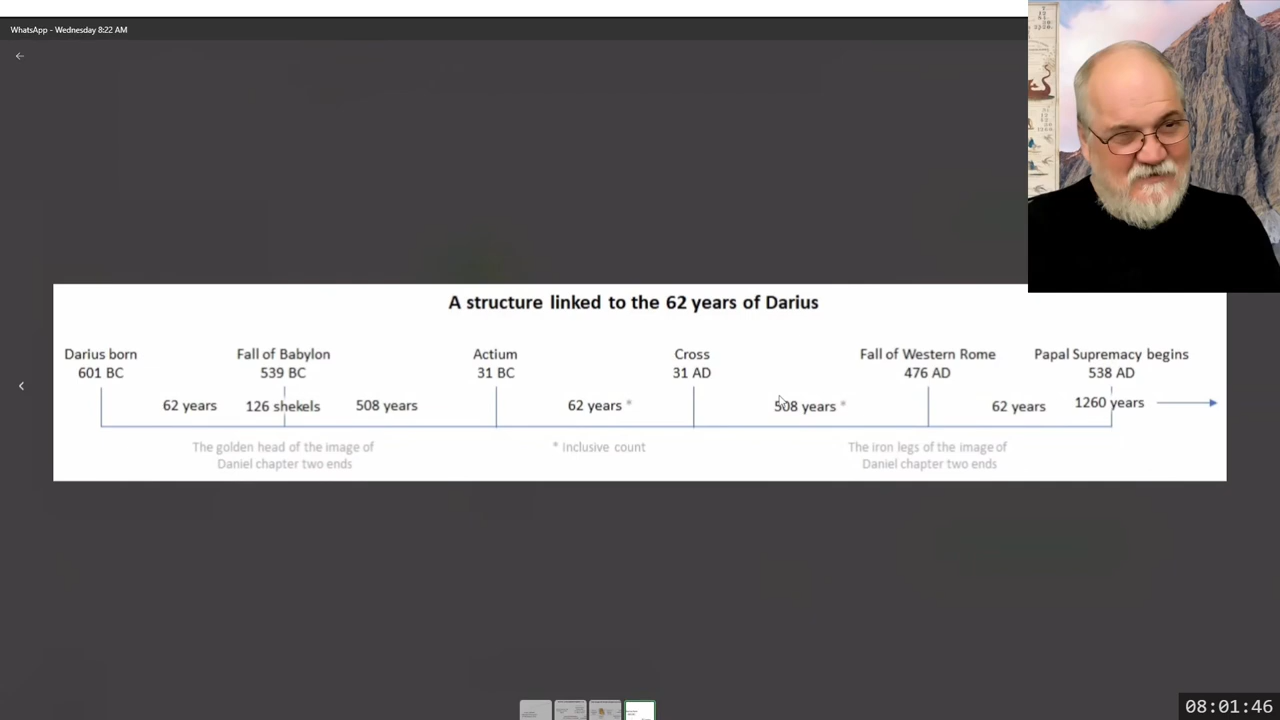 WhatsApp - Wednesday 8:22 AM
A structure linked to the 62 years of Darius
Darius born
601 BC
Fall of Babylon
539 BC
Actium
31 BC
Cross
31 AD
Fall of Western Rome
476 AD
Papal Supremacy begins
538 AD
62 years
126 shekels
508 years
62 years *
508 years *
62 years
1260 years
The golden head of the image of
Daniel chapter two ends
* Inclusive count
The iron legs of the image of
Daniel chapter two ends
08:01:46